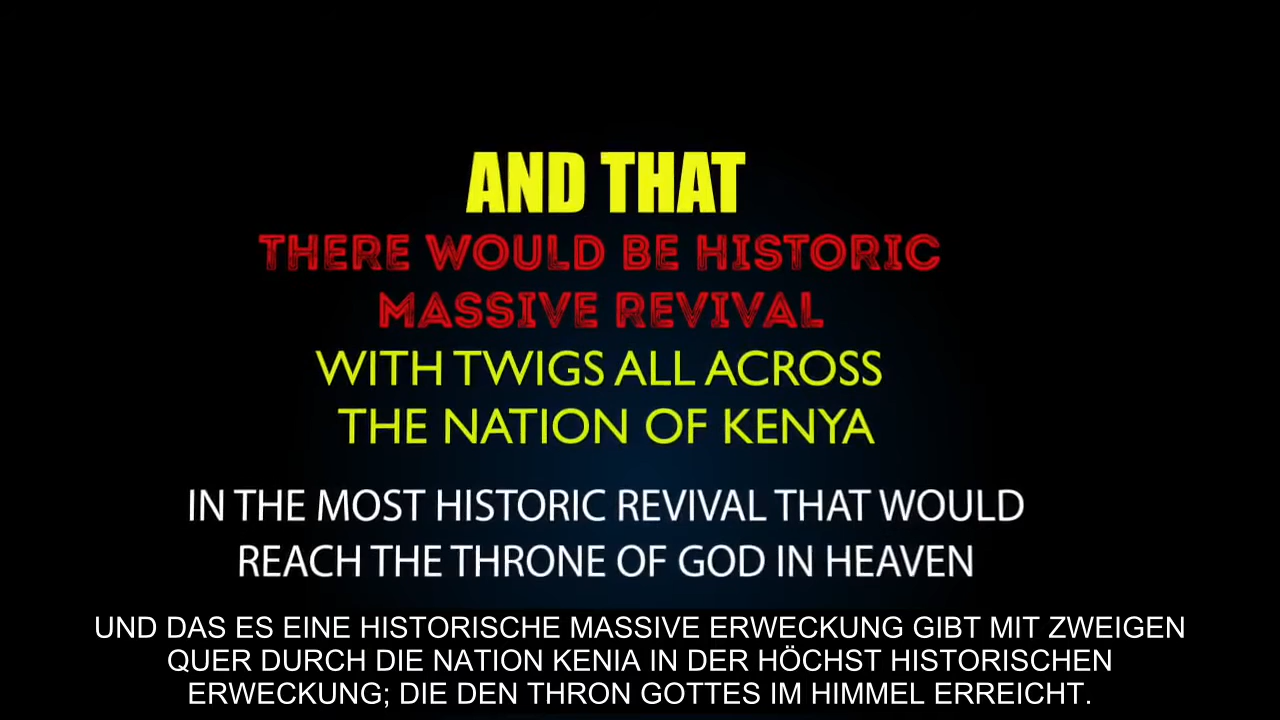 AND THAT
THERE WOULD BE HISTORIC
MASSIVE REVIVAL
WITH TWIGS ALL ACROSS
THE NATION OF KENYA
IN THE MOST HISTORIC REVIVAL THAT WOULD
REACH THE THRONE OF GOD IN HEAVEN
UND DAS ES EINE HISTORISCHE MASSIVE ERWECKUNG GIBT MIT ZWEIGEN
QUER DURCH DIE NATION KENIA IN DER HÖCHST HISTORISCHEN
ERWECKUNG; DIE DEN THRON GOTTES IM HIMMEL ERREICHT.